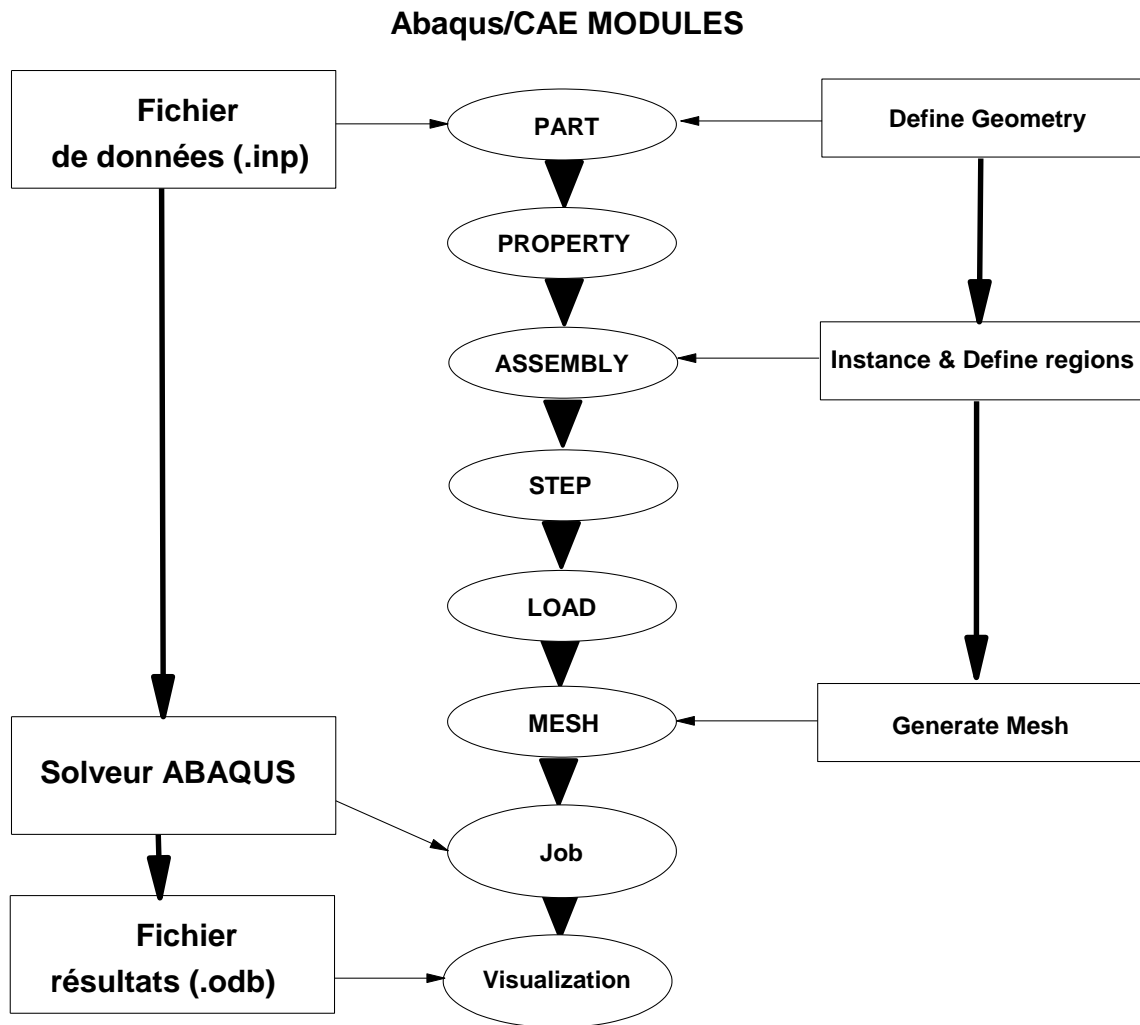 Abaqus/CAE MODULES
Fichier
de données (.inp)
PART
Define Geometry
PROPERTY
ASSEMBLY
Instance & Define regions
STEP
LOAD
MESH
Generate Mesh
Solveur ABAQUS
Job
Fichier
résultats (.odb)
Visualization